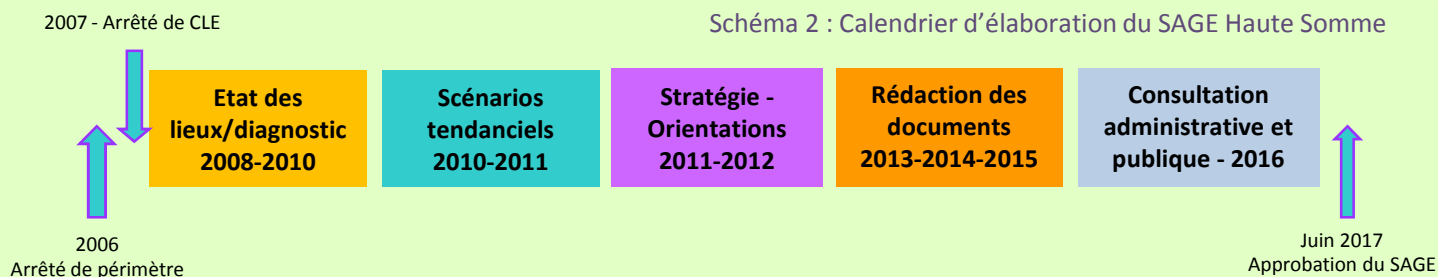 2007 - Arrêté de CLE
Schéma 2 : Calendrier d’élaboration du SAGE Haute Somme
Etat des
lieux/diagnostic
2008-2010
Scénarios
tendanciels
2010-2011
Stratégie -
Orientations
2011-2012
Rédaction des
documents
2013-2014-2015
Consultation
administrative et
publique - 2016
2006
Arrêté de périmètre
Juin 2017
Approbation du SAGE